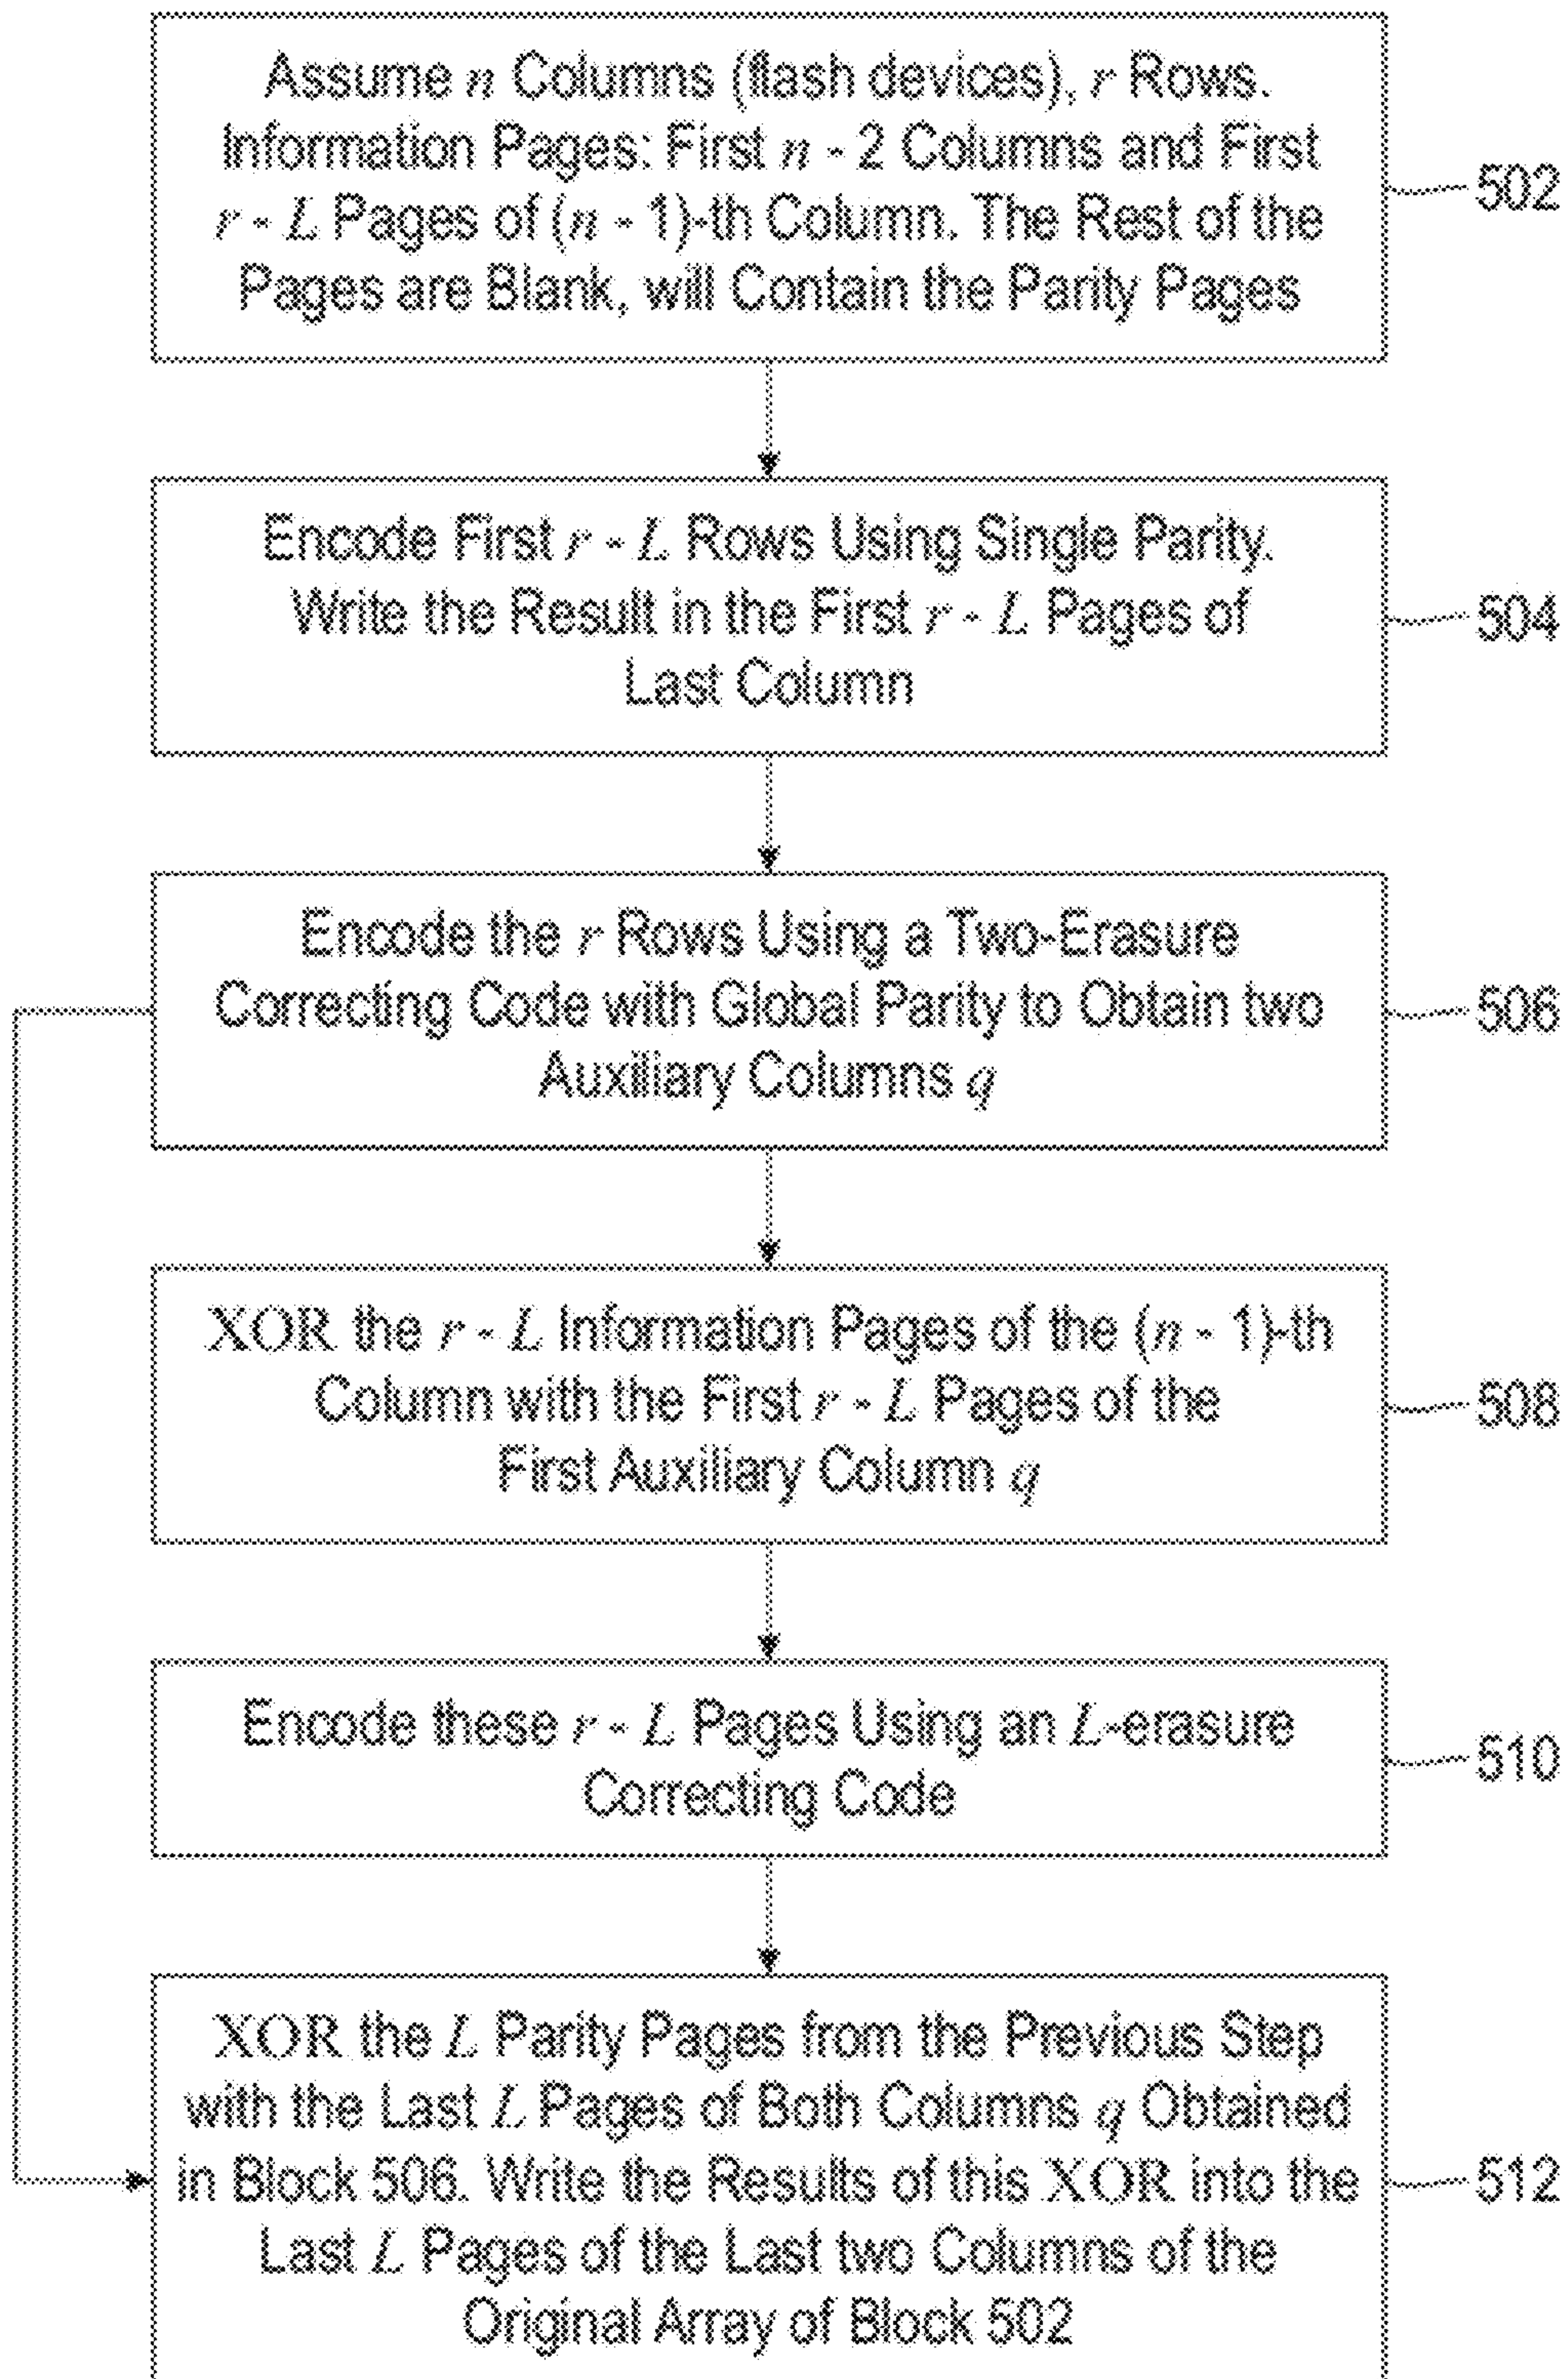 Assume n Columns (flash devices), r Rows.
Information Pages: First n - 2 Columns and First
r - L Pages of (n - 1)-th Column. The Rest of the
Pages are Blank, will Contain the Parity Pages
502
Encode First r - L Rows Using Single Parity.
Write the Result in the First r - L Pages of
Last Column
504
Encode the r Rows Using a Two-Erasure
Correcting Code with Global Parity to Obtain two
Auxiliary Columns q
506
XOR the r - L Information Pages of the (n - 1)-th
Column with the First r - L Pages of the
First Auxiliary Column q
508
Encode these r - L Pages Using an L-erasure
Correcting Code
510
XOR the L Parity Pages from the Previous Step
with the Last L Pages of Both Columns q Obtained
in Block 506. Write the Results of this XOR into the
Last L Pages of the Last two Columns of the
Original Array of Block 502
512